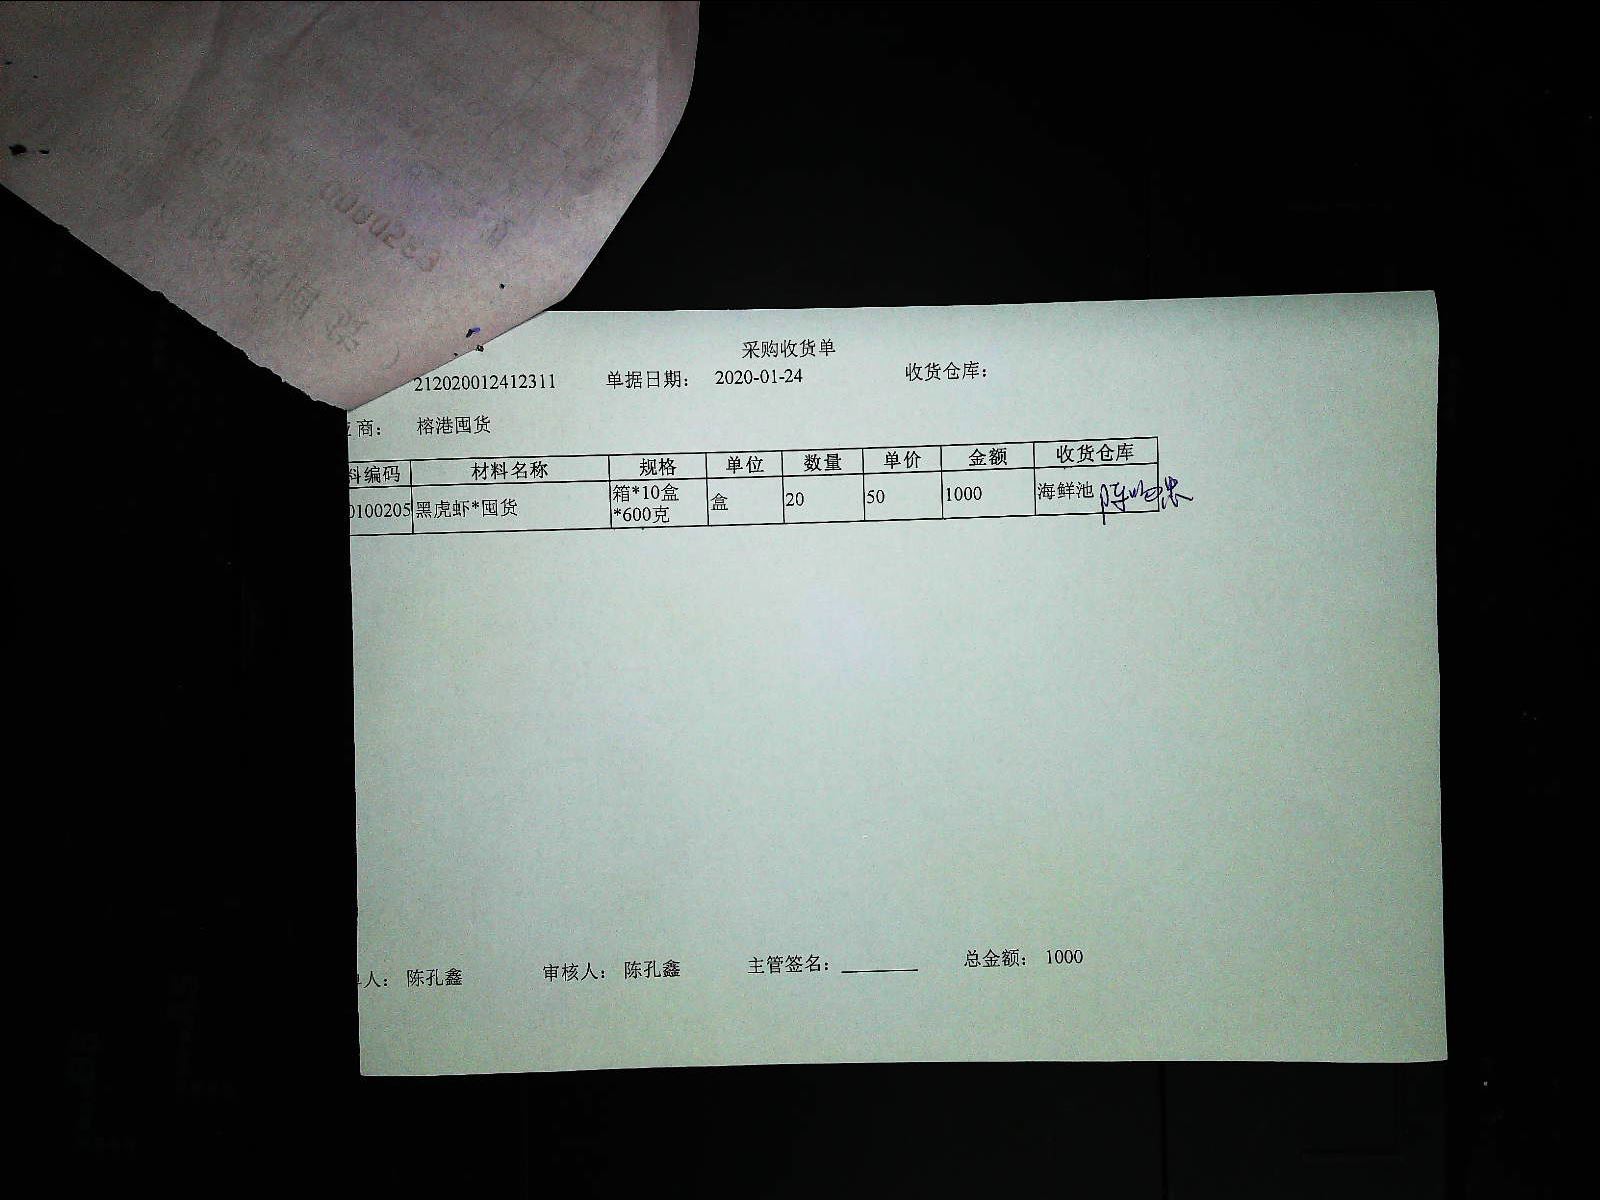 采购收货单
212020012412311 单据日期： 2020-01-24 收货仓库：
商： 榕港囤货
料编码 材料名称 规格 单位 数量 单价 金额 收货仓库
0100205 黑虎虾*囤货 箱*10盒 盒 20 50 1000 海鲜池
*600克
人： 陈孔鑫 审核人： 陈孔鑫 主管签名： 总金额： 1000
0000283